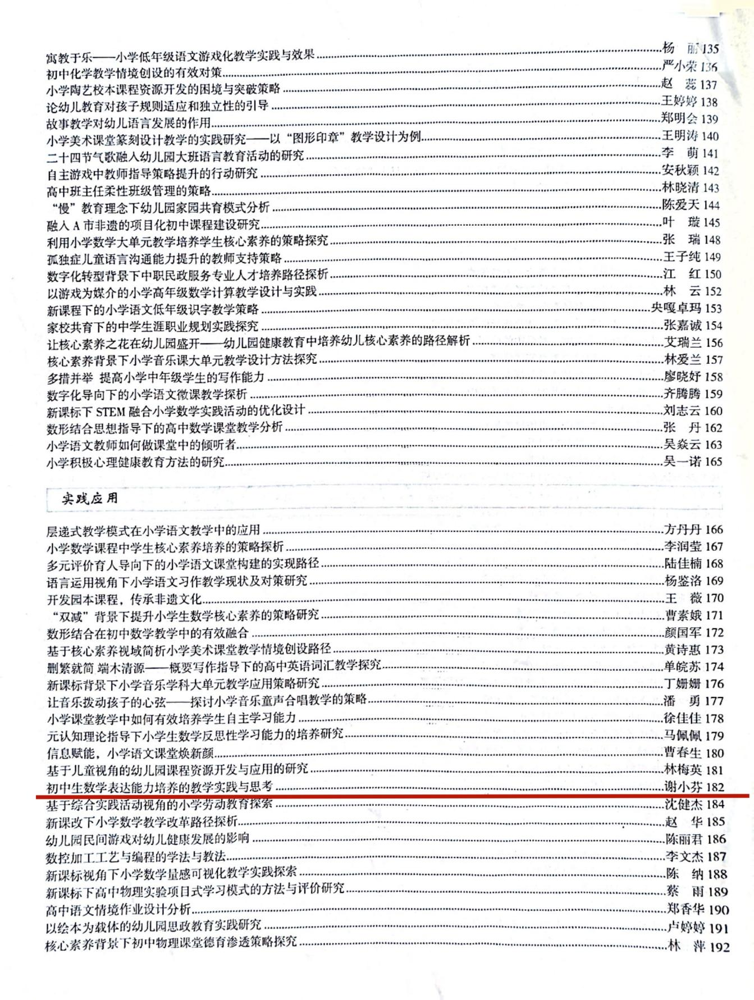 寓教于乐——小学低年级语文游戏化教学实践与效果 杨 丽 135
初中化学教学情境创设的有效对策 严小荣 136
小学陶艺校本课程资源开发的困境与突破策略 赵 蕊 137
论幼儿教育对孩子规则适应和独立性的引导 王婷婷 138
故事教学对幼儿语言发展的作用 郑明会 139
小学美术课堂篆刻设计教学的实践研究——以“图形印章”教学设计为例 王明涛 140
二十四节气歌融入幼儿园大班语言教育活动的研究 李 萌 141
自主游戏中教师指导策略提升的行动研究 安秋颖 142
高中班主任柔性班级管理的策略 林晓清 143
“慢”教育理念下幼儿园家园共育模式分析 陈爱天 144
融入 A 市非遗的项目化初中课程建设研究 叶 璇 145
利用小学数学大单元教学培养学生核心素养的策略探究 张 瑞 148
孤独症儿童语言沟通能力提升的教师支持策略 王子纯 149
数字化转型背景下中职民政服务专业人才培养路径探析 江 红 150
以游戏为媒介的小学高年级数学计算教学设计与实践 林 云 152
新课程下的小学语文低年级识字教学策略 央嘎卓玛 153
家校共育下的中学生涯职业规划实践探究 张嘉诚 154
让核心素养之花在幼儿园盛开——幼儿园健康教育中培养幼儿核心素养的路径解析 艾瑞兰 156
核心素养背景下小学音乐课大单元教学设计方法探究 林爱兰 157
多措并举 提高小学中年级学生的写作能力 廖晓妤 158
数字化导向下的小学语文微课教学探析 齐腾腾 159
新课标下 STEM 融合小学数学实践活动的优化设计 刘志云 160
数形结合思想指导下的高中数学课堂教学分析 张 丹 162
小学语文教师如何做课堂中的倾听者 吴焱云 163
小学积极心理健康教育方法的研究 吴一诺 165
实践应用
层递式教学模式在小学语文教学中的应用 方丹丹 166
小学数学课程中学生核心素养培养的策略探析 李润莹 167
多元评价育人导向下的小学语文课堂构建的实现路径 陆佳楠 168
语言运用视角下小学语文习作教学现状及对策研究 杨鉴洛 169
开发园本课程，传承非遗文化 王 薇 170
“双减”背景下提升小学生数学核心素养的策略研究 曹素娥 171
数形结合在初中数学教学中的有效融合 颜国军 172
基于核心素养视域简析小学美术课堂教学情境创设路径 黄诗惠 173
删繁就简 端木清源——概要写作指导下的高中英语词汇教学探究 单皖苏 174
新课标背景下小学音乐学科大单元教学应用策略研究 丁姗姗 176
让音乐拨动孩子的心弦——探讨小学音乐童声合唱教学的策略 潘 勇 177
小学课堂教学中如何有效培养学生自主学习能力 徐佳佳 178
元认知理论指导下小学生数学反思性学习能力的培养研究 马佩佩 179
信息赋能，小学语文课堂焕新颜 曹春生 180
基于儿童视角的幼儿园课程资源开发与应用的研究 林梅英 181
初中生数学表达能力培养的教学实践与思考 谢小芬 182
基于综合实践活动视角的小学劳动教育探索 沈健杰 184
新课改下小学数学教学改革路径探析 赵 华 185
幼儿园民间游戏对幼儿健康发展的影响 陈丽君 186
数控加工工艺与编程的学法与教法 李文杰 187
新课标视角下小学数学量感可视化教学实践探索 陈 纳 188
新课标下高中物理实验项目式学习模式的方法与评价研究 蔡 雨 189
高中语文情境作业设计分析 郑香华 190
以绘本为载体的幼儿园思政教育实践研究 卢婷婷 191
核心素养背景下初中物理课堂德育渗透策略探究 林 萍 192